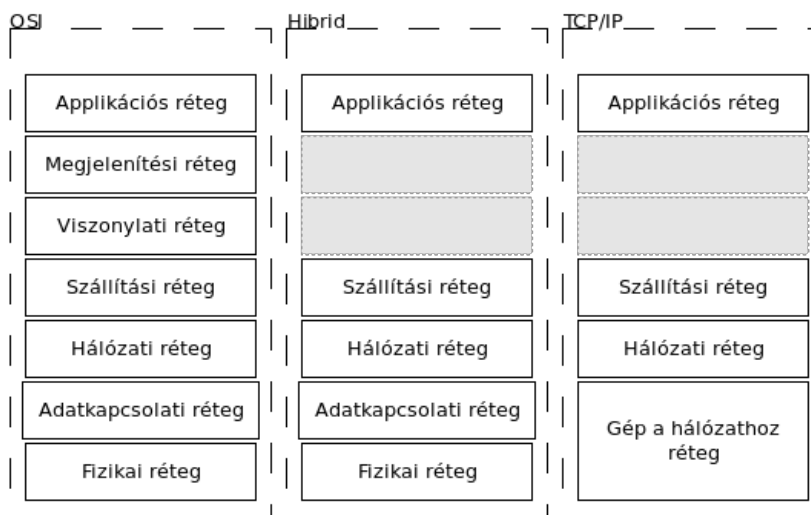 OSI
Applikációs réteg
Megjelenítési réteg
Viszonylati réteg
Szállítási réteg
Hálózati réteg
Adatkapcsolati réteg
Fizikai réteg
Hibrid
Applikációs réteg
Szállítási réteg
Hálózati réteg
Adatkapcsolati réteg
Fizikai réteg
TCP/IP
Applikációs réteg
Szállítási réteg
Hálózati réteg
Gép a hálózathoz
réteg